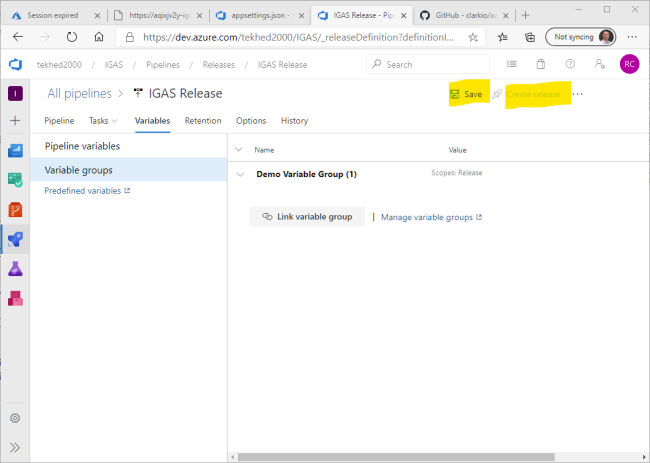 Session expired
https://aqixjv2y-ig
appsettings.json -
IGAS Release - Pip
GitHub - clarkio/az
https://dev.azure.com/tekhed2000/IGAS/_releaseDefinition?definitionI...
Not syncing
tekhed2000 / IGAS / Pipelines / Releases / IGAS Release
Search
RC
I
All pipelines > IGAS Release
Save
Create release
Pipeline Tasks Variables Retention Options History
Pipeline variables
Variable groups
Predefined variables
Name Value
Demo Variable Group (1) Scopes: Release
Link variable group | Manage variable groups